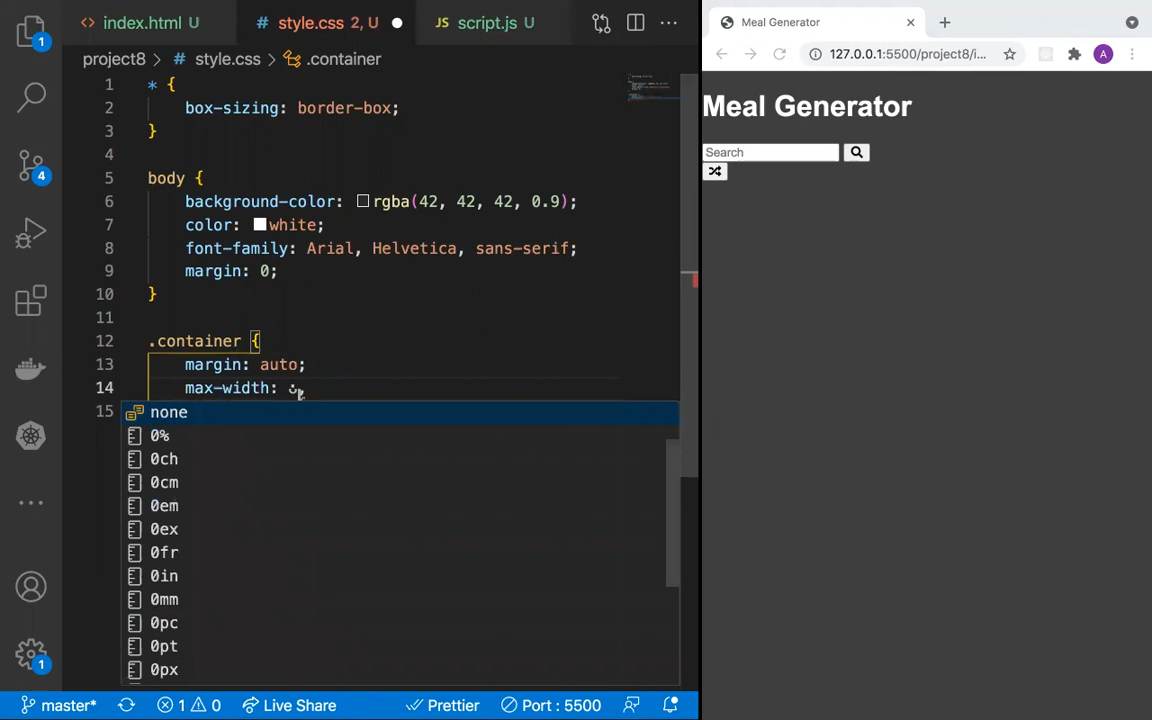 index.html U
# style.css 2, U
JS script.js U
project8 > # style.css > .container
1 * {
2 box-sizing: border-box;
3 }
4
5 body {
6 background-color: rgba(42, 42, 42, 0.9);
7 color: white;
8 font-family: Arial, Helvetica, sans-serif;
9 margin: 0;
10 }
11
12 .container {
13 margin: auto;
14 max-width: ;
15
none
0%
0ch
0cm
0em
0ex
0fr
0in
0mm
0pc
0pt
0px
1
4
1
master* 1 0 Live Share Prettier Port : 5500
Meal Generator
127.0.0.1:5500/project8/i... A
Meal Generator
Search